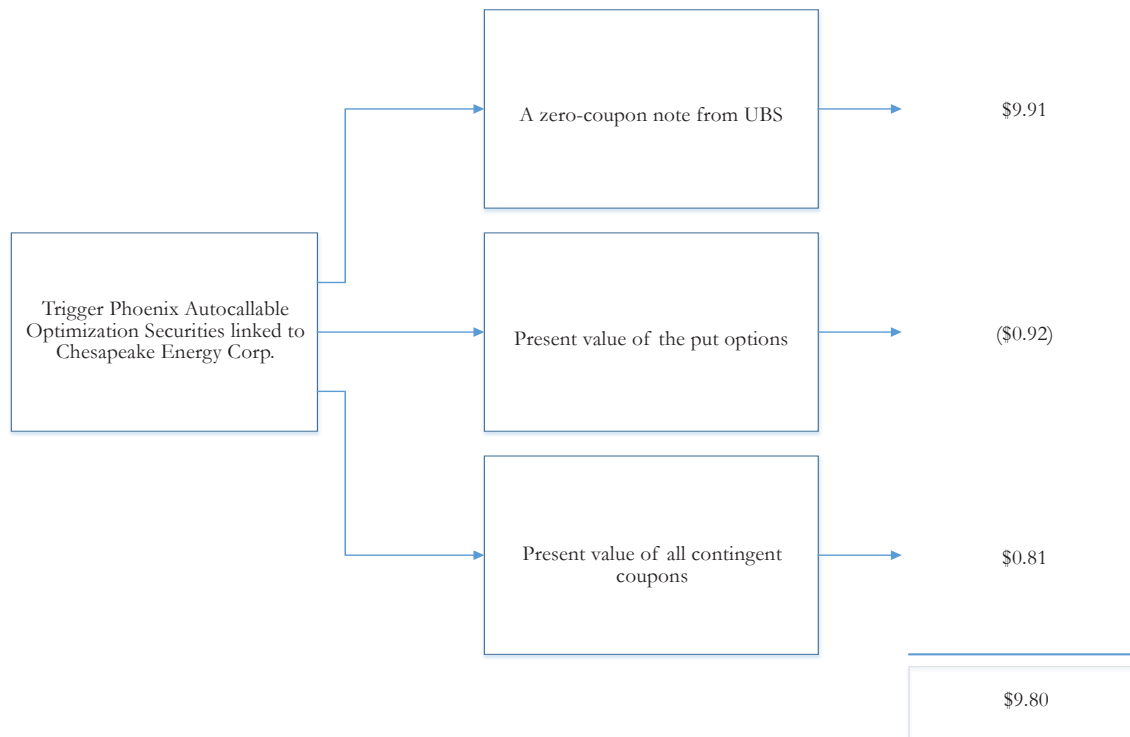 A zero-coupon note from UBS
$9.91
Trigger Phoenix Autocallable
Optimization Securities linked to
Chesapeake Energy Corp.
Present value of the put options
($0.92)
Present value of all contingent
coupons
$0.81
$9.80